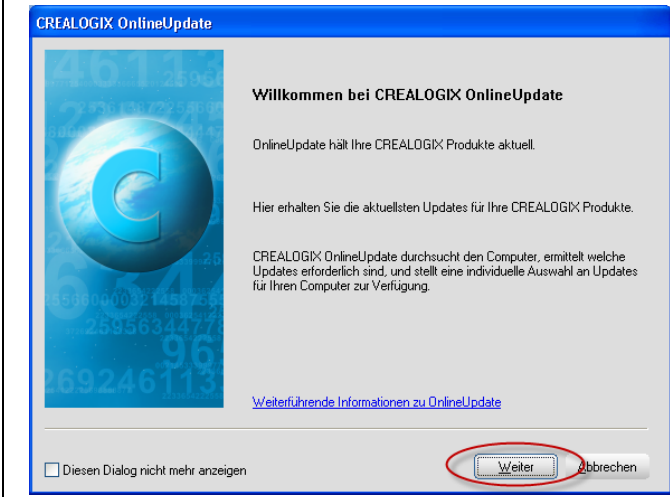 CREALOGIX OnlineUpdate
Willkommen bei CREALOGIX OnlineUpdate
OnlineUpdate hält Ihre CREALOGIX Produkte aktuell.
Hier erhalten Sie die aktuellsten Updates für Ihre CREALOGIX Produkte.
CREALOGIX OnlineUpdate durchsucht den Computer, ermittelt welche
Updates erforderlich sind, und stellt eine individuelle Auswahl an Updates
für Ihren Computer zur Verfügung.
C
Weiterführende Informationen zu OnlineUpdate
Diesen Dialog nicht mehr anzeigen
Weiter
Abbrechen